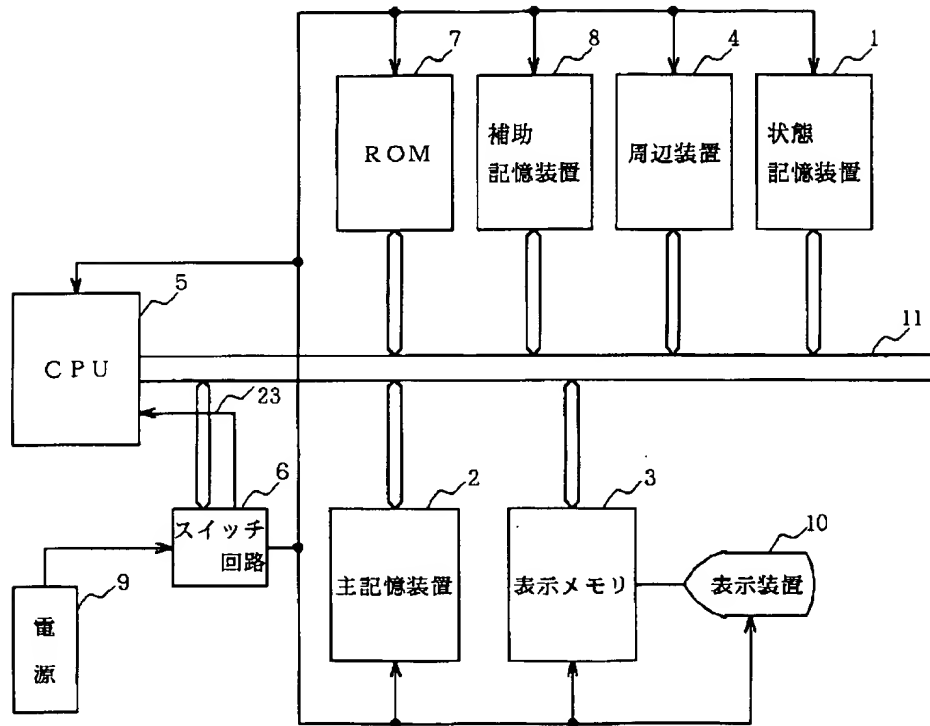 7
8
4
1
ROM
補助
記憶装置
周辺装置
状態
記憶装置
5
CPU
11
23
6
スイッチ
回路
2
主記憶装置
3
表示メモリ
10
表示装置
9
電
源